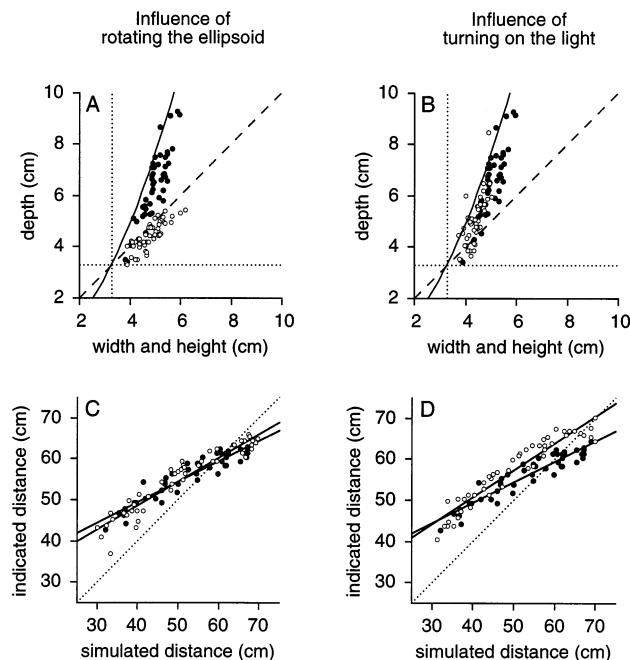 Influence of
rotating the ellipsoid
Influence of
turning on the light
A
10
8
6
4
2
depth (cm)
2 4 6 8 10
width and height (cm)
B
10
8
6
4
2
depth (cm)
2 4 6 8 10
width and height (cm)
C
70
60
50
40
30
indicated distance (cm)
30 40 50 60 70
simulated distance (cm)
D
70
60
50
40
30
indicated distance (cm)
30 40 50 60 70
simulated distance (cm)